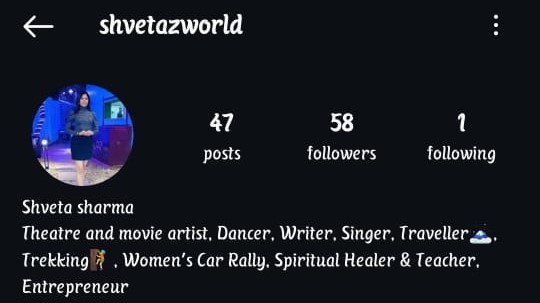 shvetazworld
47 58 1
posts followers following
Shveta sharma
Theatre and movie artist, Dancer, Writer, Singer, Traveller🏔️,
Trekking🧗, Women's Car Rally, Spiritual Healer & Teacher,
Entrepreneur